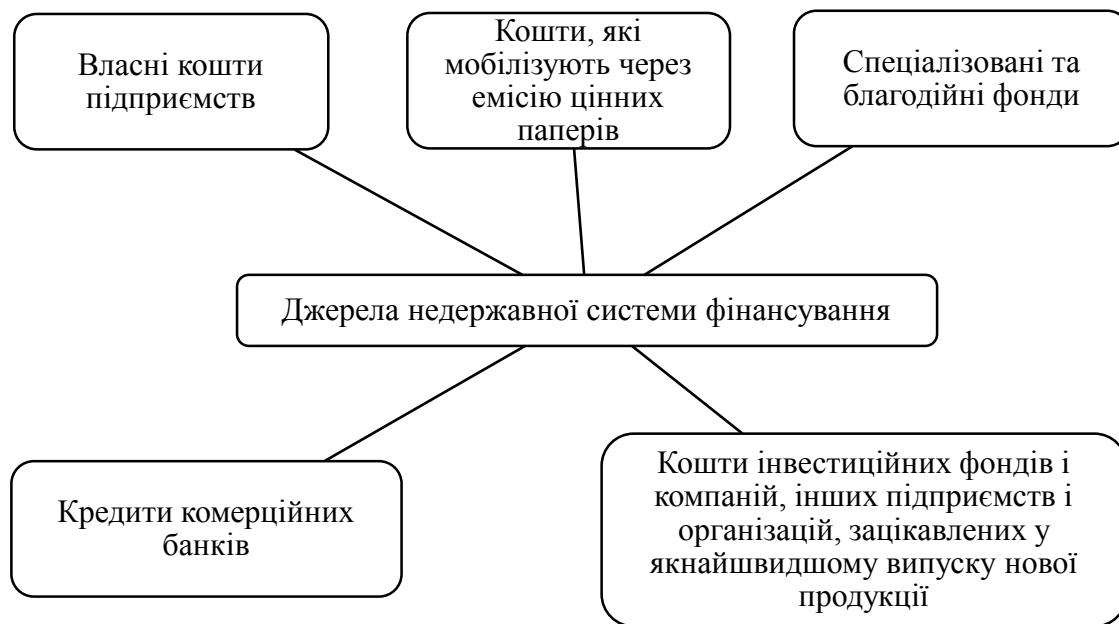 Власні кошти
підприємств
Кошти, які
мобілізують через
емісію цінних
паперів
Спеціалізовані та
благодійні фонди
Джерела недержавної системи фінансування
Кредити комерційних
банків
Кошти інвестиційних фондів і
компаній, інших підприємств і
організацій, зацікавлених у
якнайшвидшому випуску нової
продукції